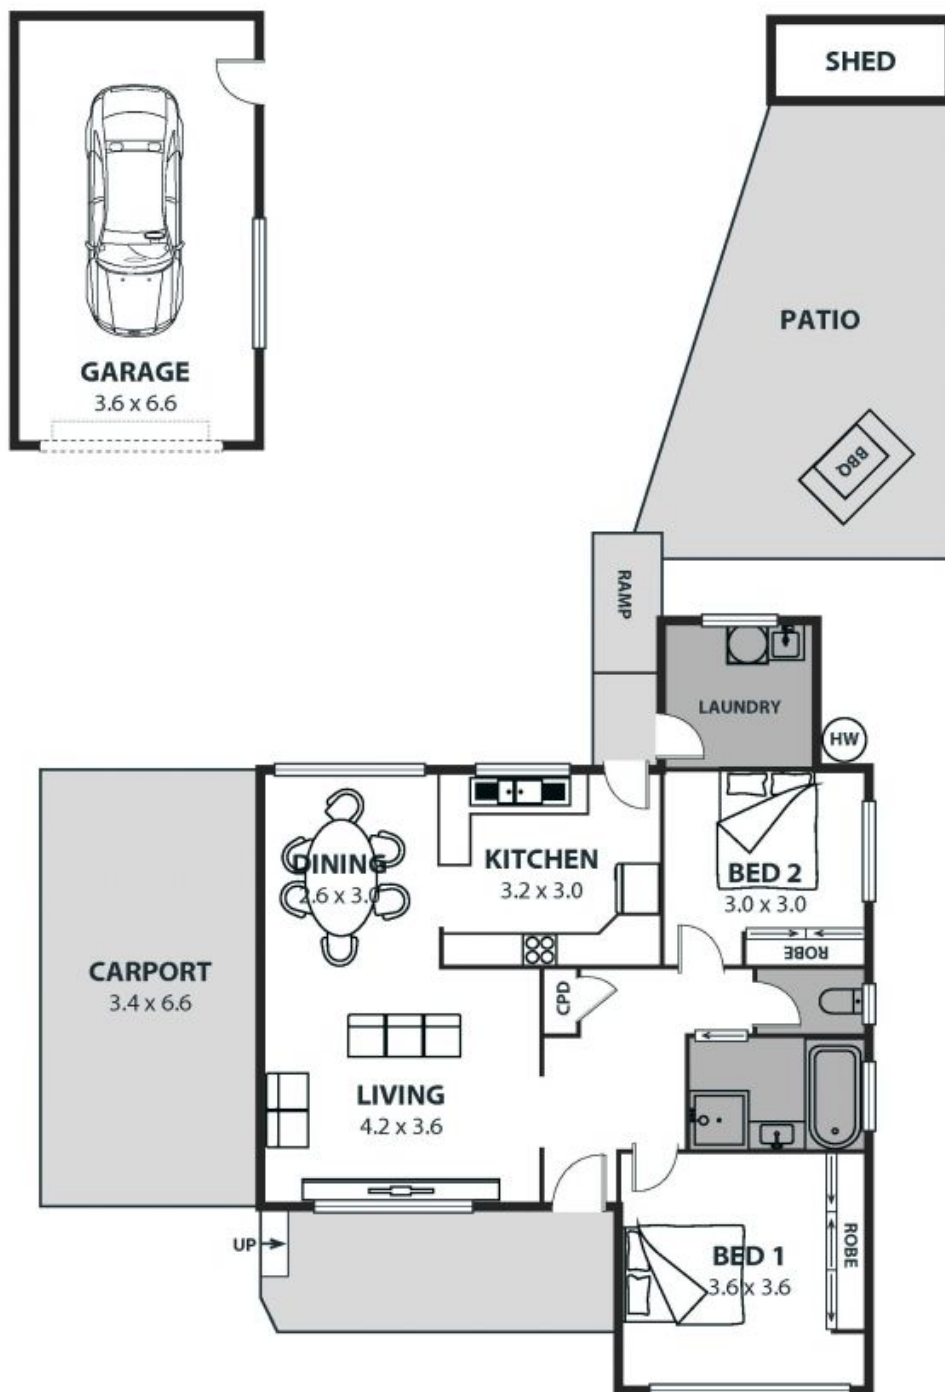 SHED
GARAGE
3.6 x 6.6
PATIO
BBQ
RAMP
LAUNDRY
HW
DINING
2.6 x 3.0
KITCHEN
3.2 x 3.0
BED 2
3.0 x 3.0
ROBE
CARPORT
3.4 x 6.6
CPD
LIVING
4.2 x 3.6
UP
BED 1
3.6 x 3.6
ROBE